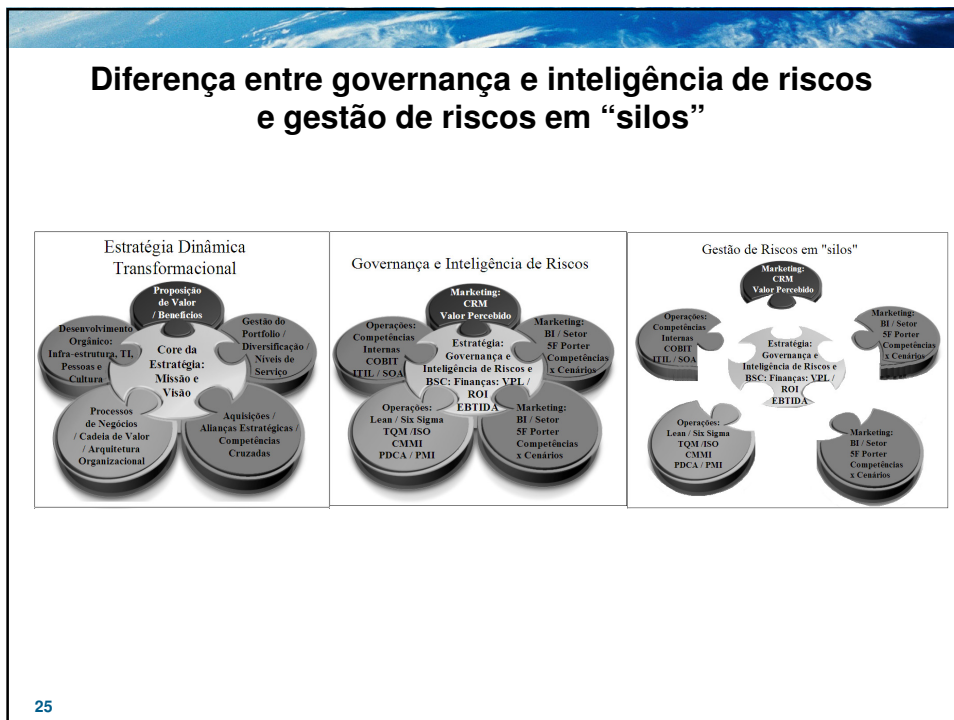 Diferença entre governança e inteligência de riscos
e gestão de riscos em “silos”
Estratégia Dinâmica
Transformacional
Proposição
de Valor
/ Benefícios
Desenvolvimento
Orgânico:
Infra-estrutura, TI,
Pessoas e
Cultura
Gestão do
Portfolio /
Diversificação /
Niveis de
Serviço
Core da
Estratégia:
Missão e
Visão
Processos
de Negócios
/ Cadeia de Valor
/ Arquitetura
Organizacional
Aquisições /
Alianças Estratégicas /
Competências
Cruzadas
Governança e Inteligência de Riscos
Marketing:
CRM
Valor Percebido
Operações:
Competências
Internas
COBIT
ITIL / SOA
Marketing:
BI / Setor
5F Porter
Competências
x Cenários
Estratégia:
Governança e
Inteligência de Riscos e
BSC: Finanças: VPL /
ROI
EBTIDA
Operações:
Lean / Six Sigma
TQM /ISO
CMMI
PDCA / PMI
Marketing:
BI / Setor
5F Porter
Competências
x Cenários
Gestão de Riscos em "silos"
Marketing:
CRM
Valor Percebido
Operações:
Competências
Internas
COBIT
ITIL / SOA
Marketing:
BI / Setor
5F Porter
Competências
x Cenários
Estratégia:
Governança e
Inteligência de Riscos e
BSC: Finanças: VPL /
ROI
EBTIDA
Operações:
Lean / Six Sigma
TQM /ISO
CMMI
PDCA / PMI
Marketing:
BI / Setor
5F Porter
Competências
x Cenários
25